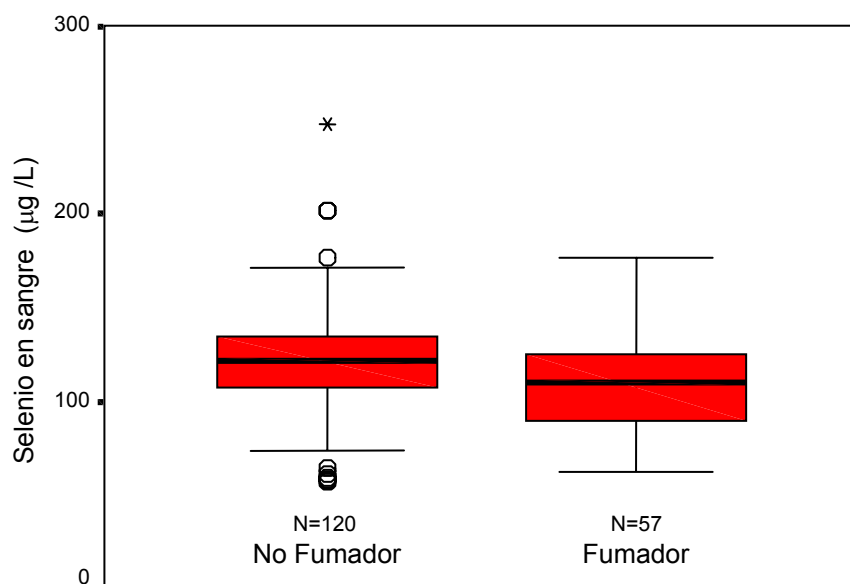 300
200
100
0
Selenio en sangre (µg /L)
N=120
No Fumador
N=57
Fumador